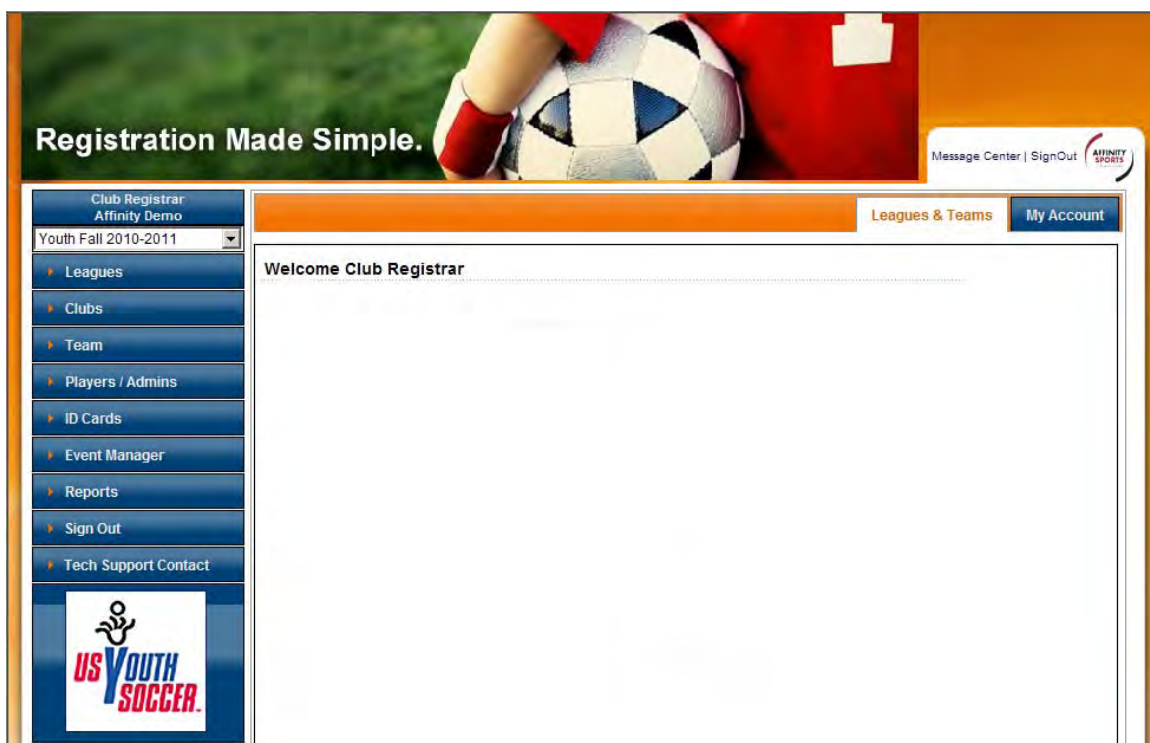 Registration Made Simple.
Message Center | SignOut
AFFINITY
SPORTS
Club Registrar
Affinity Demo
Youth Fall 2010-2011
Leagues & Teams
My Account
Leagues
Clubs
Team
Players / Admins
ID Cards
Event Manager
Reports
Sign Out
Tech Support Contact
Welcome Club Registrar
US YOUTH
SOCCER.